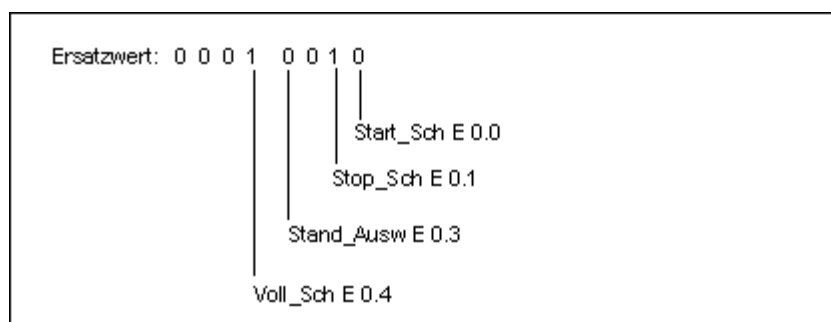 Ersatzwert: 0 0 0 1 0 0 1 0
Start_Sch E 0.0
Stop_Sch E 0.1
Stand_Ausw E 0.3
Voll_Sch E 0.4